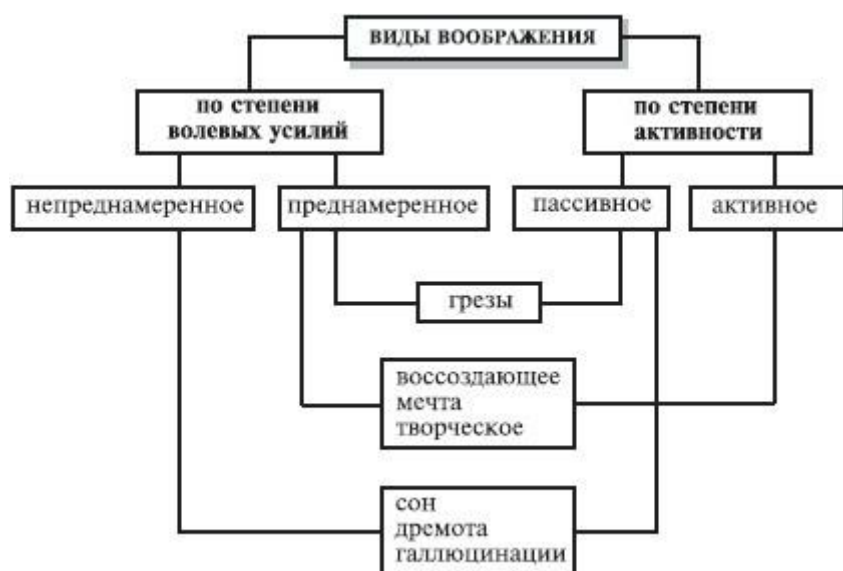 ВИДЫ ВООБРАЖЕНИЯ
по степени
волевых усилий
по степени
активности
непреднамеренное
преднамеренное
пассивное
активное
грезы
воссоздающее
мечта
творческое
сон
дремота
галлюцинации